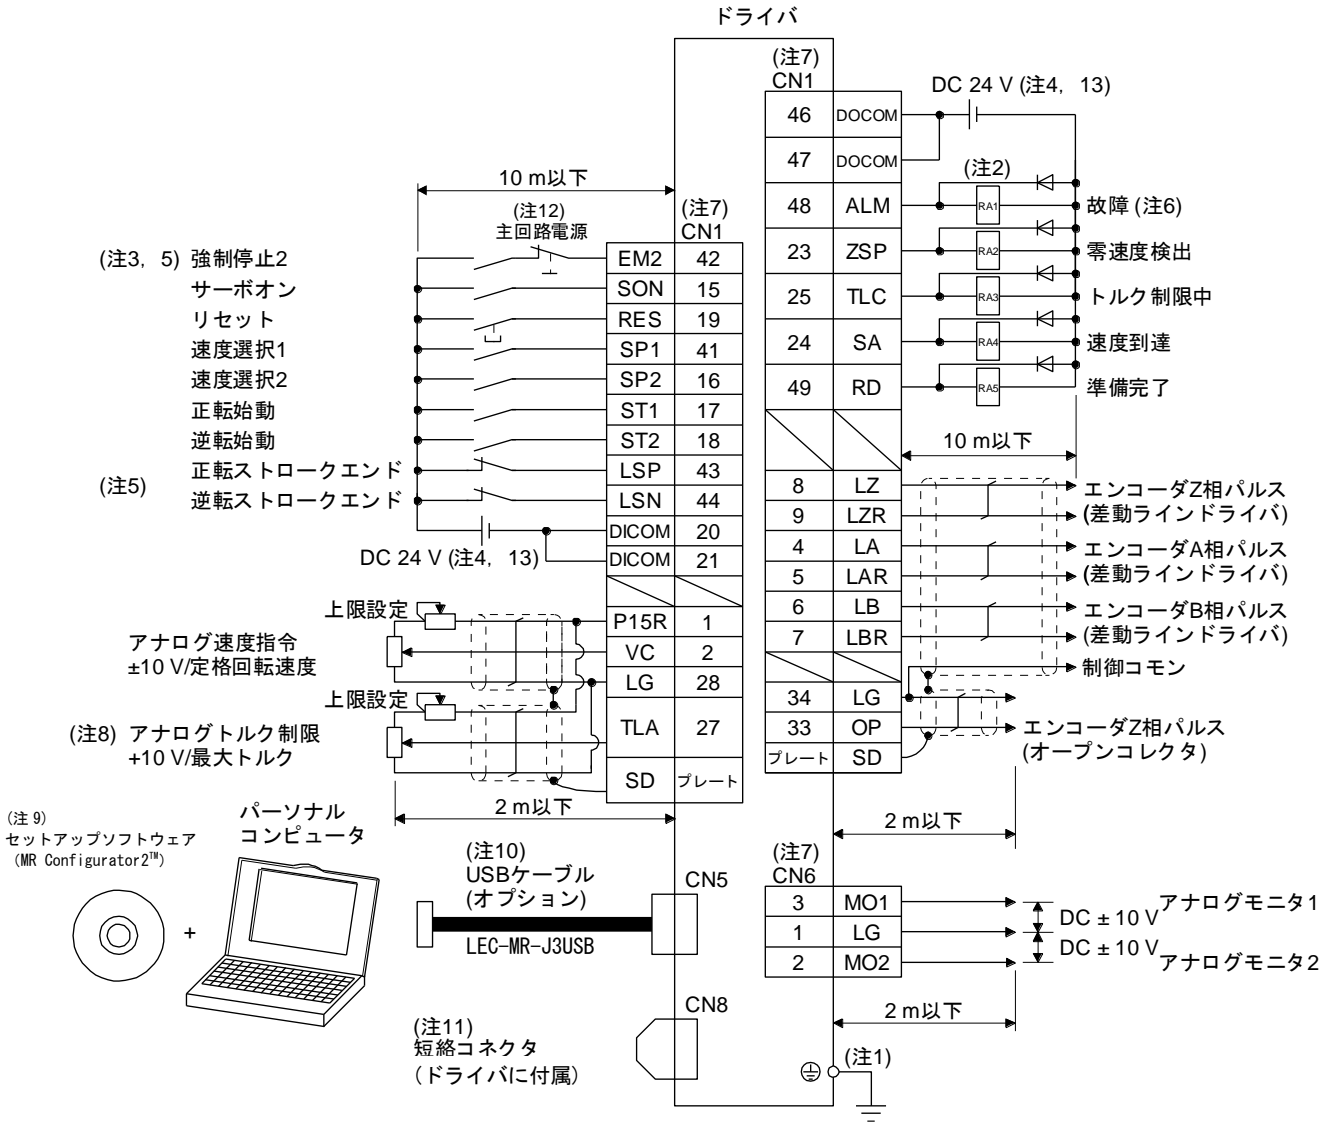 ドライバ
(注7)
CN1
DC 24 V (注4, 13)
46 DOCOM
47 DOCOM
(注2)
48 ALM RA1 故障 (注6)
23 ZSP RA2 零速度検出
25 TLC RA3 トルク制限中
24 SA RA4 速度到達
49 RD RA5 準備完了
10 m以下
8 LZ エンコーダZ相パルス
9 LZR (差動ラインドライバ)
4 LA エンコーダA相パルス
5 LAR (差動ラインドライバ)
6 LB エンコーダB相パルス
7 LBR (差動ラインドライバ)
制御コモン
34 LG
33 OP エンコーダZ相パルス
(オープンコレクタ)
プレート SD
2 m以下
10 m以下
(注12)
主回路電源
(注7)
CN1
(注3, 5) 強制停止2 EM2 42
サーボオン SON 15
リセット RES 19
速度選択1 SP1 41
速度選択2 SP2 16
正転始動 ST1 17
逆転始動 ST2 18
正転ストロークエンド LSP 43
(注5)
逆転ストロークエンド LSN 44
DICOM 20
DC 24 V (注4, 13) DICOM 21
上限設定
P15R 1
アナログ速度指令
±10 V/定格回転速度
VC 2
LG 28
上限設定
(注8) アナログトルク制限
+10 V/最大トルク
TLA 27
SD プレート
2 m以下
(注 9)
セットアップソフトウェア
(MR Configurator2™)
+
パーソナル
コンピュータ
(注10)
USBケーブル
(オプション)
LEC-MR-J3USB
CN5
(注7)
CN6
3 MO1 アナログモニタ1
DC ± 10 V
1 LG
DC ± 10 V
2 MO2 アナログモニタ2
2 m以下
CN8
(注11)
短絡コネクタ
(ドライバに付属)
(注1)